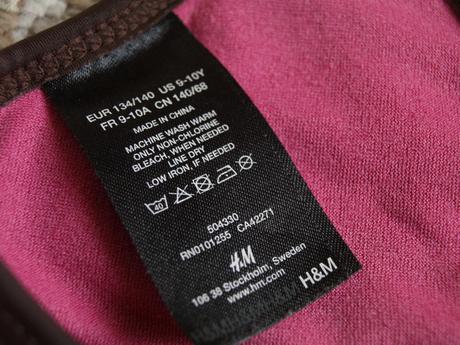 EUR 134/140 US 9-10Y
FR 9-10A CN 140/68
MADE IN CHINA
MACHINE WASH WARM
ONLY NON-CHLORINE
BLEACH, WHEN NEEDED
LINE DRY
LOW IRON, IF NEEDED
40
504330
RN0101255 CA42271
H&M
106 38 Stockholm, Sweden
www.hm.com
H&M